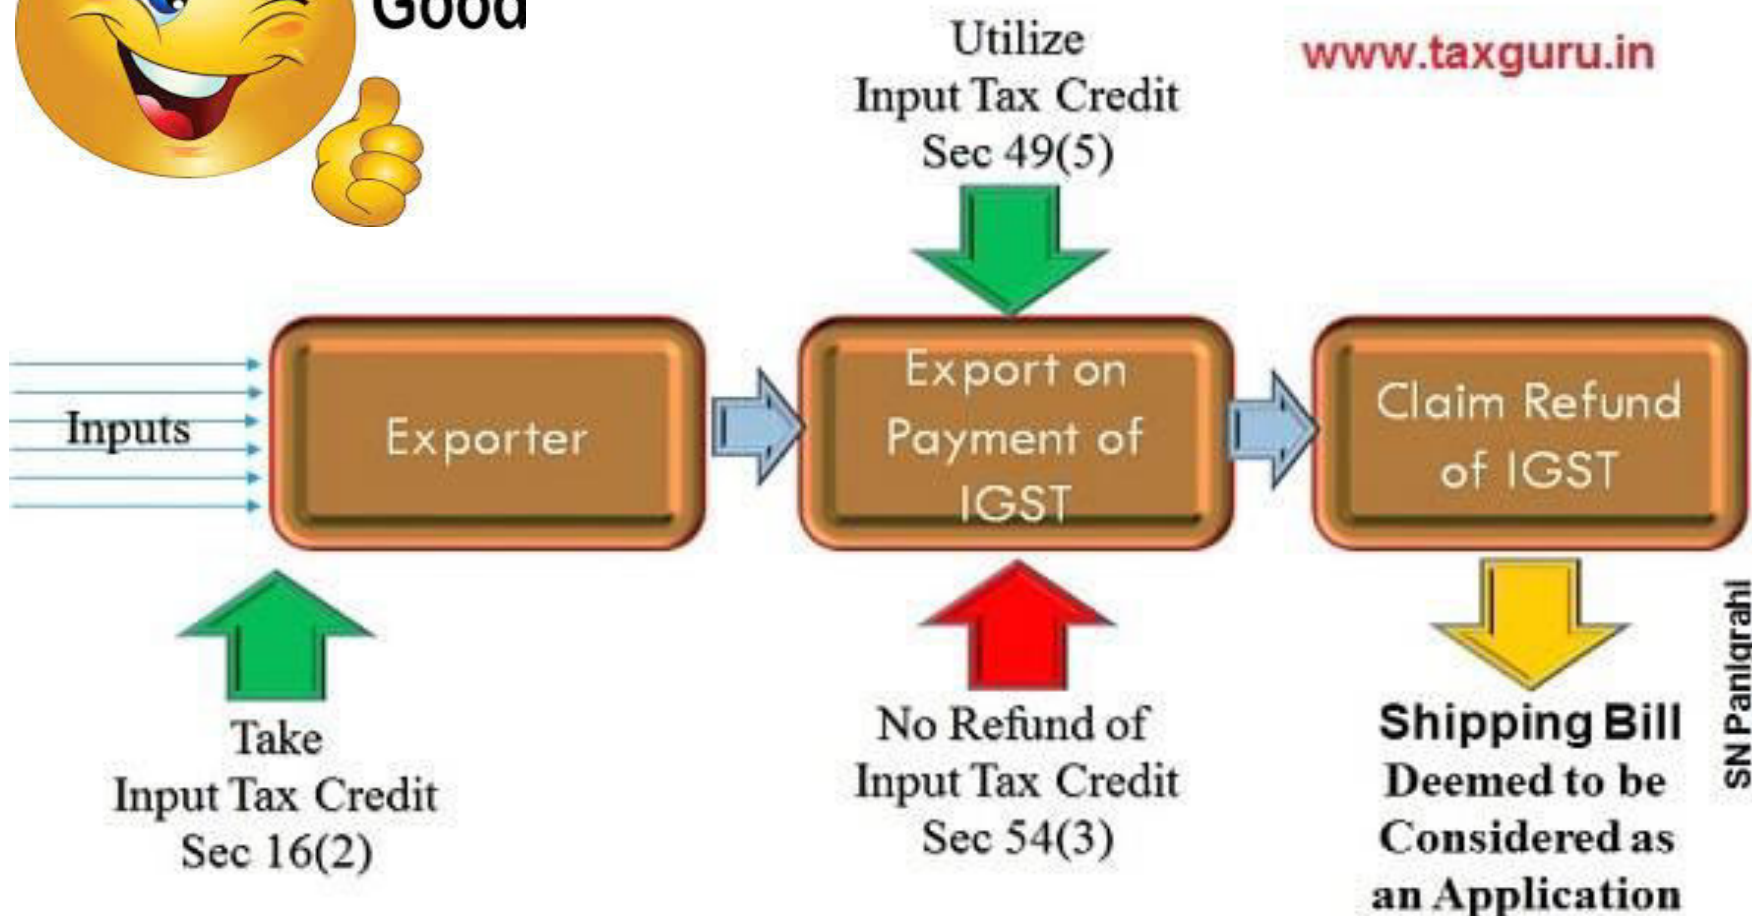 Good
www.taxguru.in
Utilize
Input Tax Credit
Sec 49(5)
Inputs
Exporter
Export on
Payment of
IGST
Claim Refund
of IGST
Take
Input Tax Credit
Sec 16(2)
No Refund of
Input Tax Credit
Sec 54(3)
Shipping Bill
Deemed to be
Considered as
an Application
SN Panigrahi